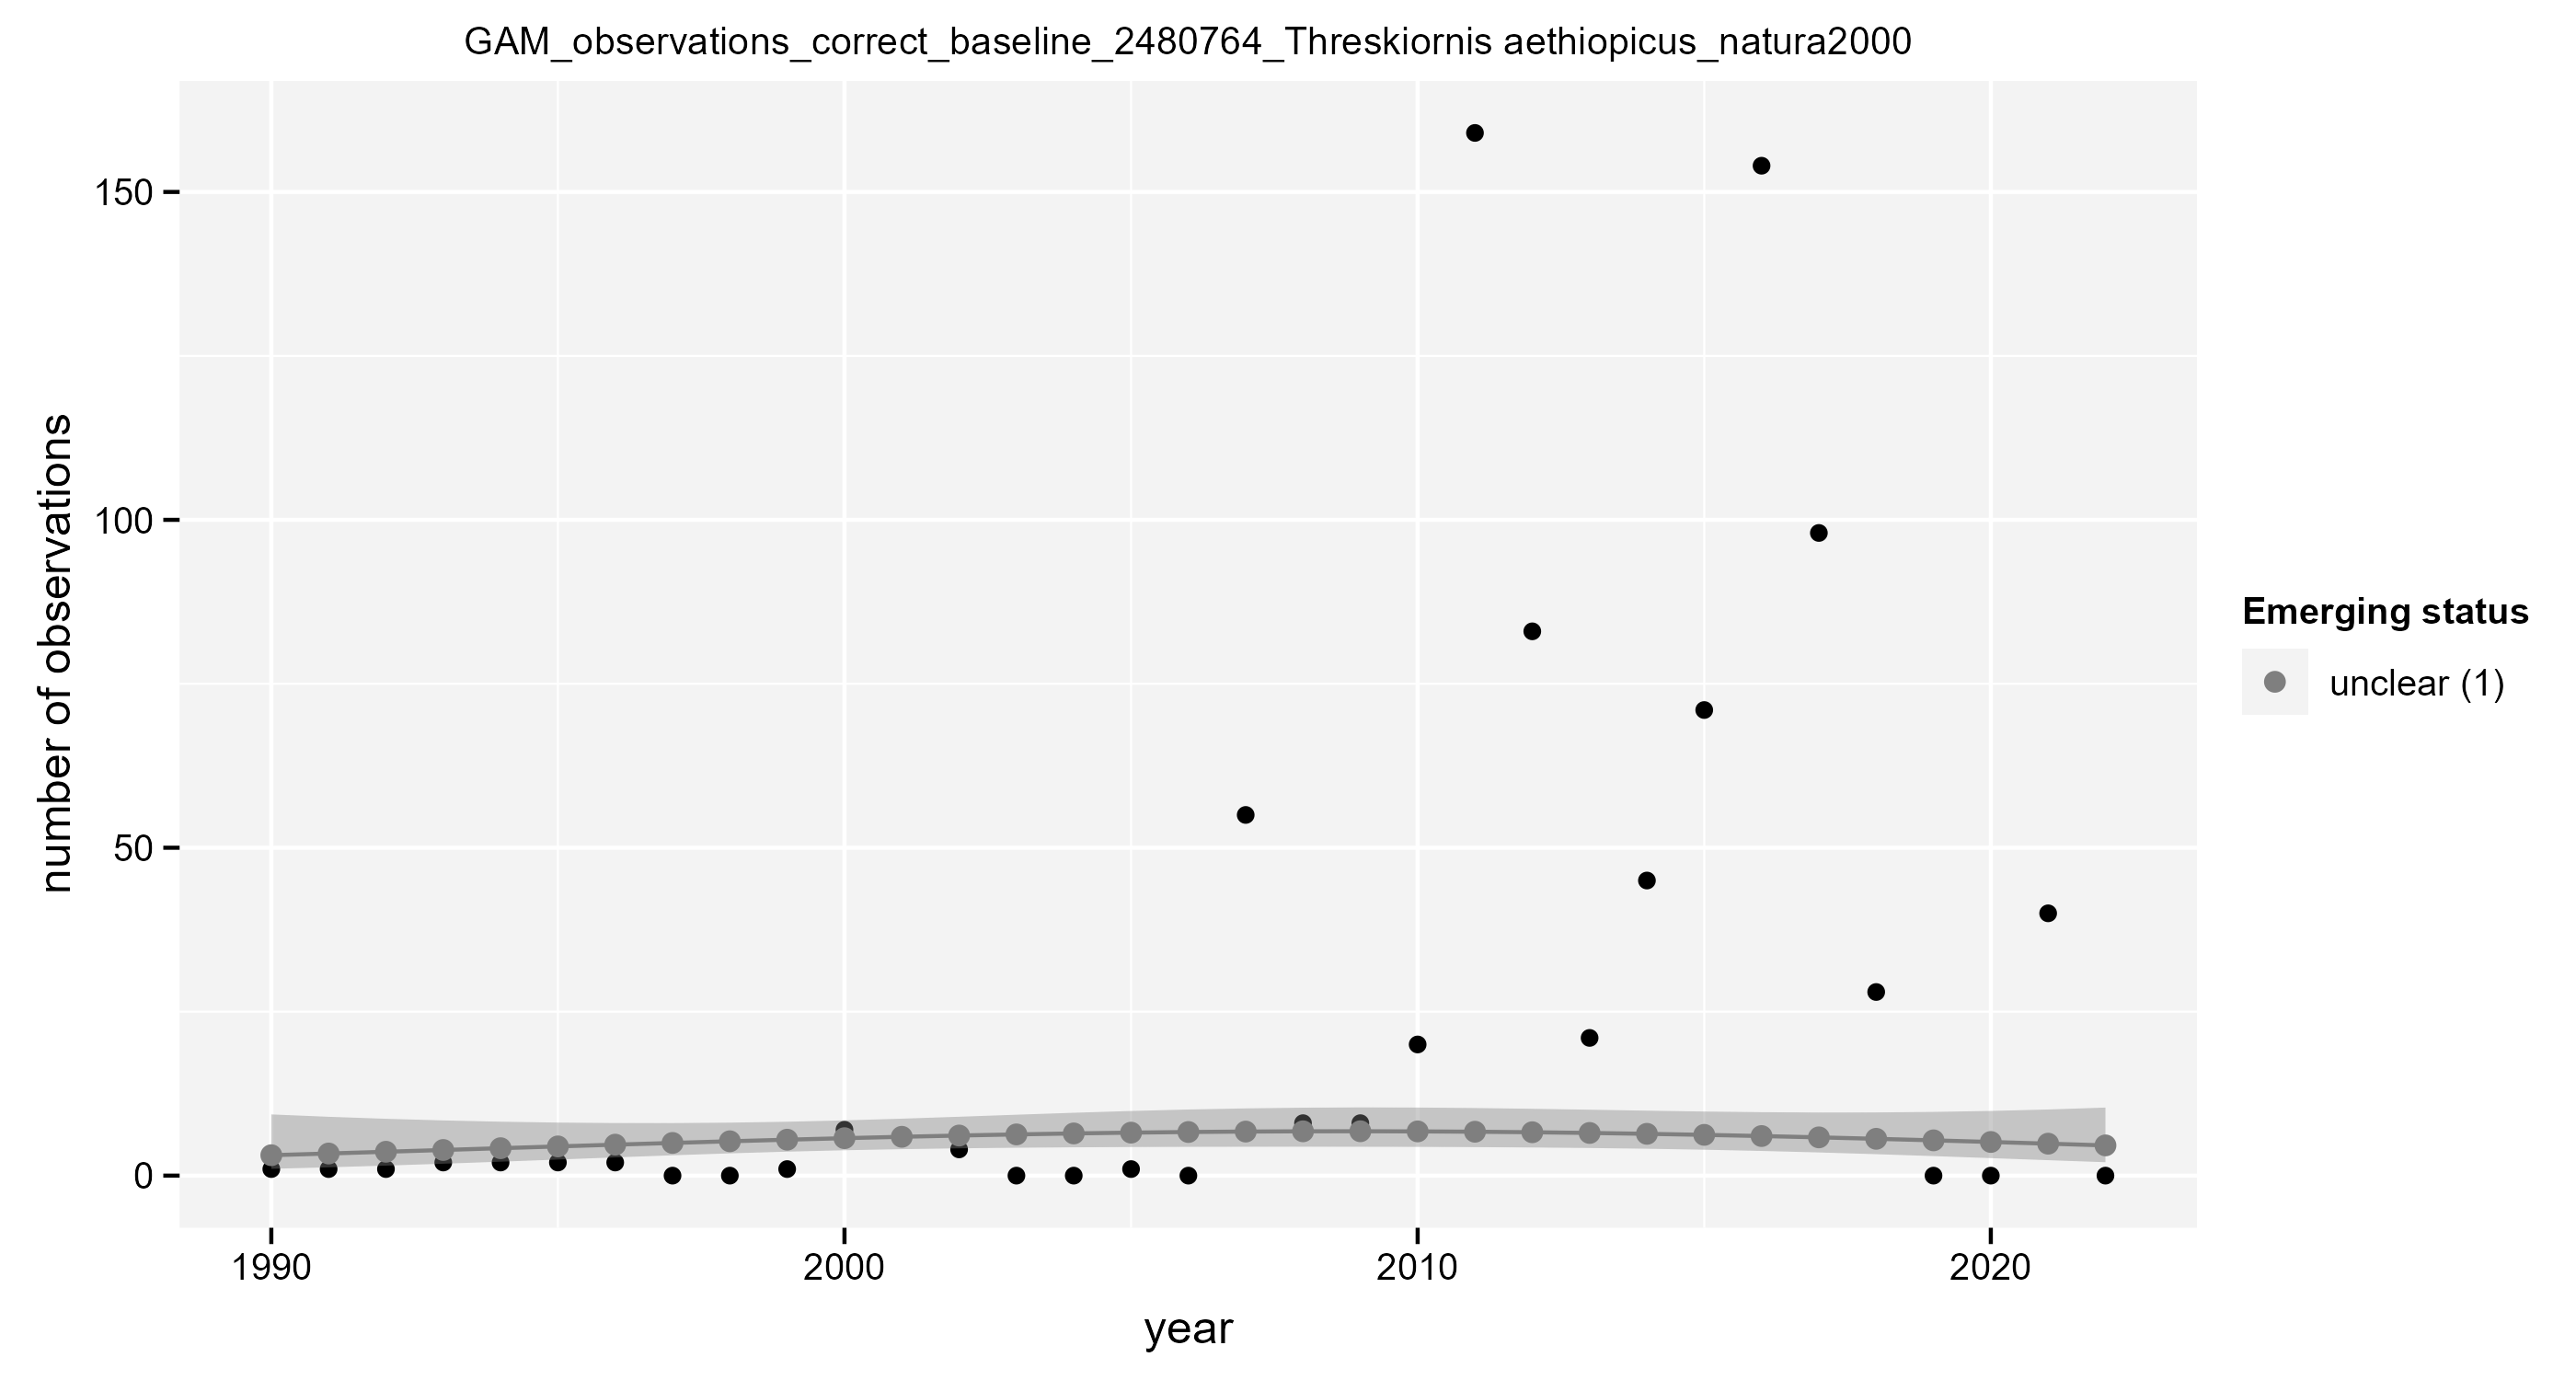 GAM_observations_correct_baseline_2480764_Threskiornis aethiopicus_natura2000
150
100
50
0
number of observations
1990
2000
2010
2020
year
Emerging status
unclear (1)